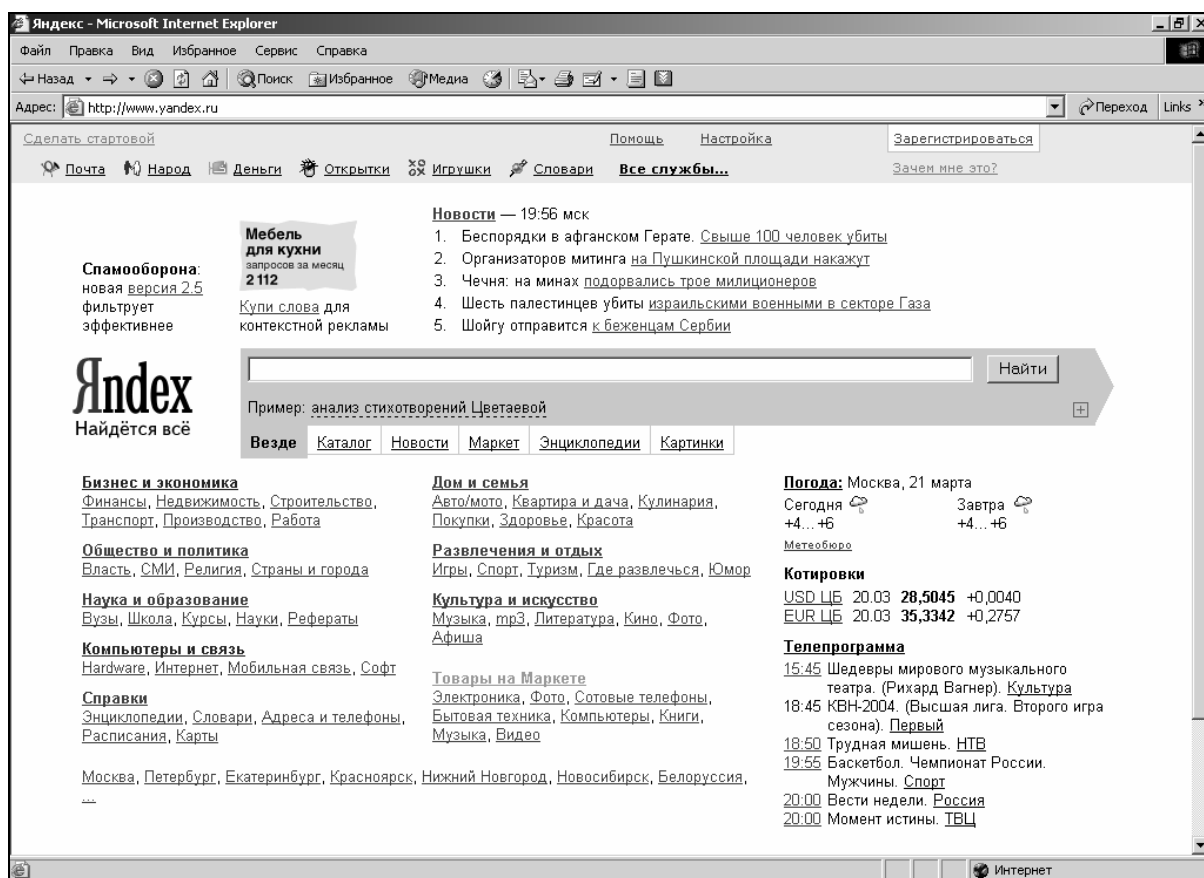 Яндекс - Microsoft Internet Explorer
Файл Правка Вид Избранное Сервис Справка
Назад Поиск Избранное Медиа
Адрес: http://www.yandex.ru Переход Links
Сделать стартовой Помощь Настройка Зарегистрироваться
Почта Народ Деньги Открытки Игрушки Словари Все службы... Зачем мне это?
Спамооборона:
новая версия 2.5
фильтрует
эффективнее
Мебель
для кухни
запросов за месяц
2 112
Купи слова для
контекстной рекламы
Новости — 19:56 мск
1. Беспорядки в афганском Герате. Свыше 100 человек убиты
2. Организаторов митинга на Пушкинской площади накажут
3. Чечня: на минах подорвались трое милиционеров
4. Шесть палестинцев убиты израильскими военными в секторе Газа
5. Шойгу отправится к беженцам Сербии
Яndex
Найдётся всё
Найти
Пример: анализ стихотворений Цветаевой
Везде Каталог Новости Маркет Энциклопедии Картинки
Бизнес и экономика
Финансы, Недвижимость, Строительство,
Транспорт, Производство, Работа
Общество и политика
Власть, СМИ, Религия, Страны и города
Наука и образование
Вузы, Школа, Курсы, Науки, Рефераты
Компьютеры и связь
Hardware, Интернет, Мобильная связь, Софт
Справки
Энциклопедии, Словари, Адреса и телефоны,
Расписания, Карты
Дом и семья
Авто/мото, Квартира и дача, Кулинария,
Покупки, Здоровье, Красота
Развлечения и отдых
Игры, Спорт, Туризм, Где развлечься, Юмор
Культура и искусство
Музыка, mp3, Литература, Кино, Фото,
Афиша
Товары на Маркете
Электроника, Фото, Сотовые телефоны,
Бытовая техника, Компьютеры, Книги,
Музыка, Видео
Москва, Петербург, Екатеринбург, Красноярск, Нижний Новгород, Новосибирск, Белоруссия,
...
Погода: Москва, 21 марта
Сегодня Завтра
+4...+6 +4...+6
Метеобюро
Котировки
USD ЦБ 20.03 28,5045 +0,0040
EUR ЦБ 20.03 35,3342 +0,2757
Телепрограмма
15:45 Шедевры мирового музыкального
театра. (Рихард Вагнер). Культура
18:45 КВН-2004. (Высшая лига. Второго игра
сезона). Первый
18:50 Трудная мишень. НТВ
19:55 Баскетбол. Чемпионат России.
Мужчины. Спорт
20:00 Вести недели. Россия
20:00 Момент истины. ТВЦ
Интернет